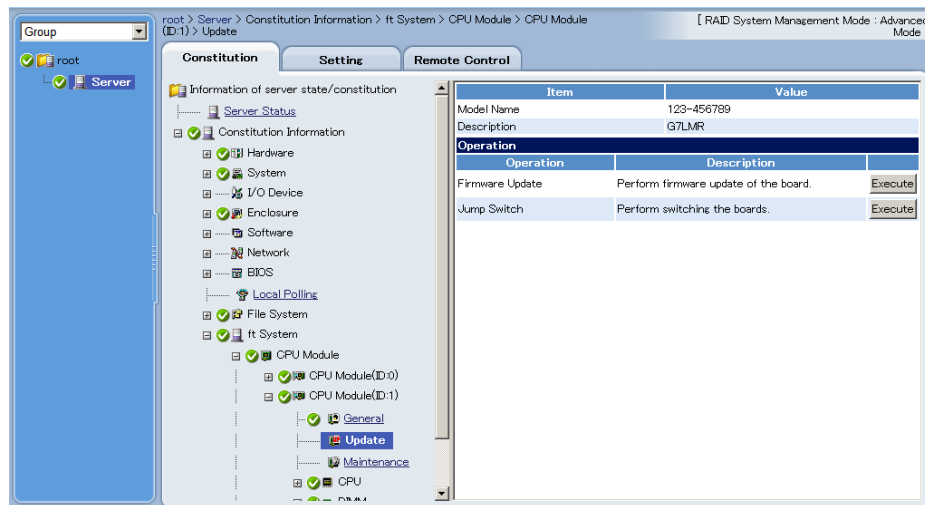 Group
root
Server
root > Server > Constitution Information > ft System > CPU Module > CPU Module
(ID:1) > Update
[ RAID System Management Mode : Advanced
Mode
Constitution
Setting
Remote Control
Information of server state/constitution
Server Status
Constitution Information
Hardware
System
I/O Device
Enclosure
Software
Network
BIOS
Local Polling
File System
ft System
CPU Module
CPU Module(ID:0)
CPU Module(ID:1)
General
Update
Maintenance
CPU
DIMM
Item Value
Model Name 123-456789
Description G7LMR
Operation
Operation Description
Firmware Update Perform firmware update of the board. Execute
Jump Switch Perform switching the boards. Execute